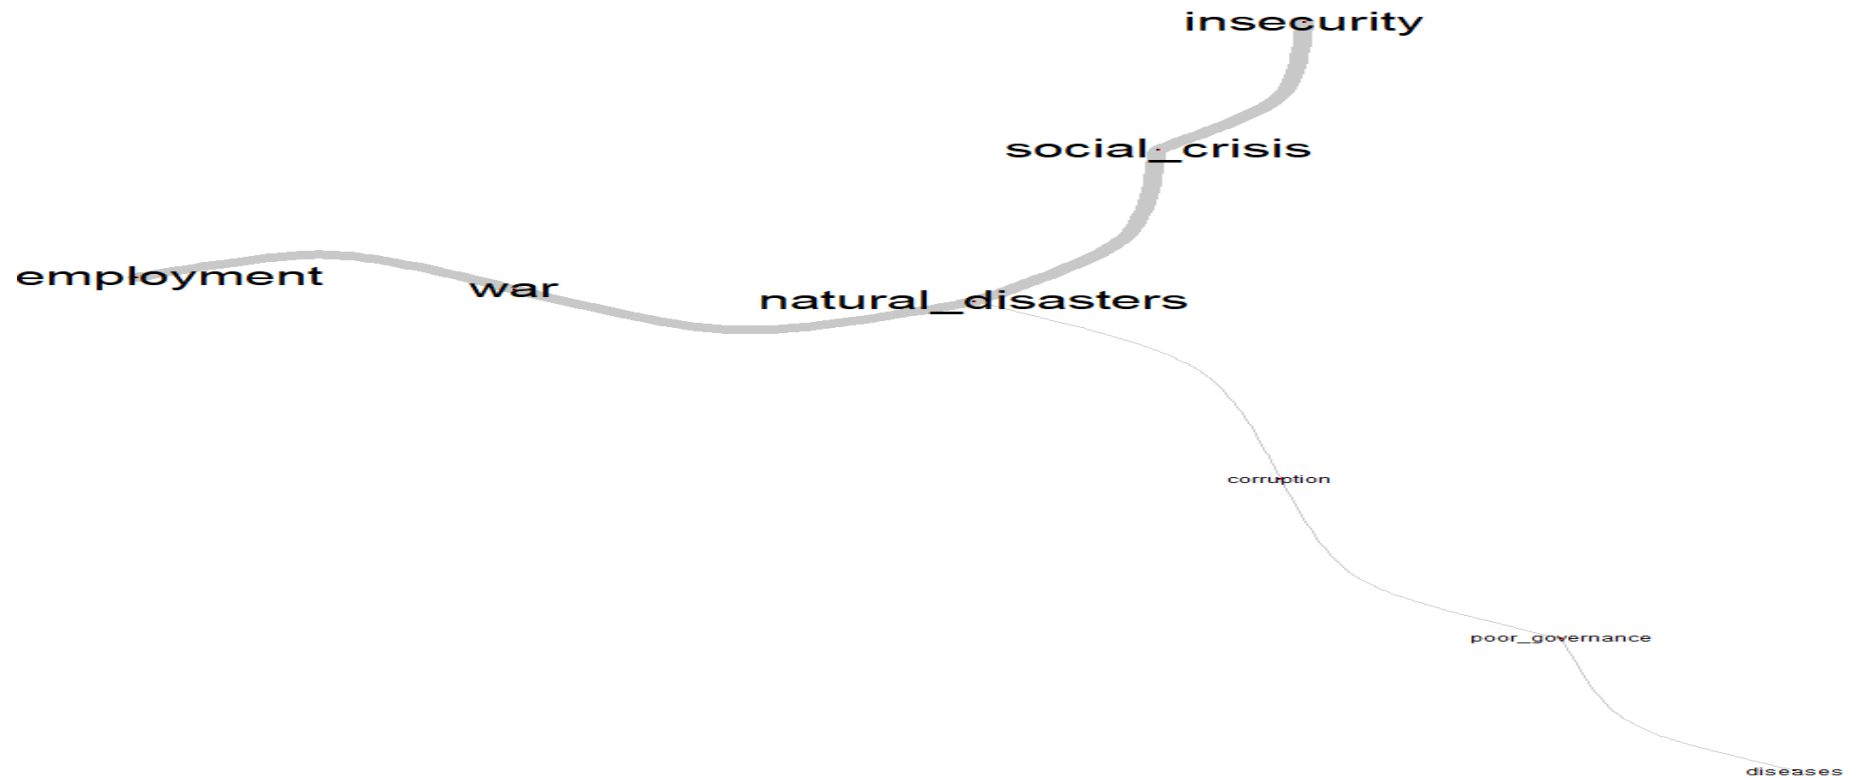 insecurity
social_crisis
employment
war
natural_disasters
corruption
poor_governance
diseases